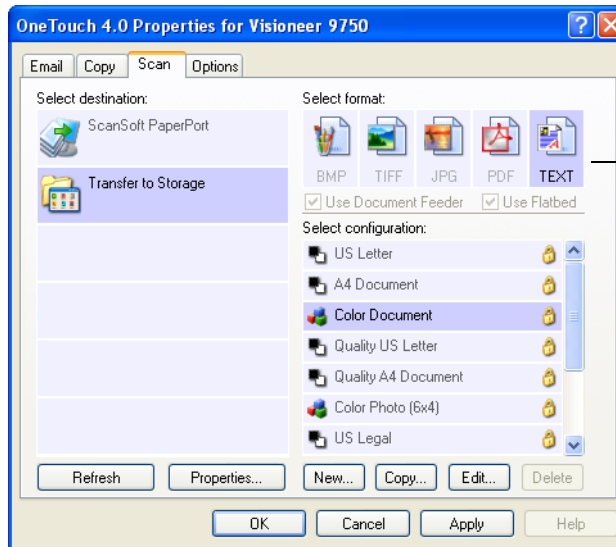 OneTouch 4.0 Properties for Visioneer 9750
Email Copy Scan Options
Select destination:
ScanSoft PaperPort
Transfer to Storage
Select format:
BMP TIFF JPG PDF TEXT
Use Document Feeder Use Flatbed
Select configuration:
US Letter
A4 Document
Color Document
Quality US Letter
Quality A4 Document
Color Photo (6x4)
US Legal
Refresh Properties... New... Copy... Edit... Delete
OK Cancel Apply Help